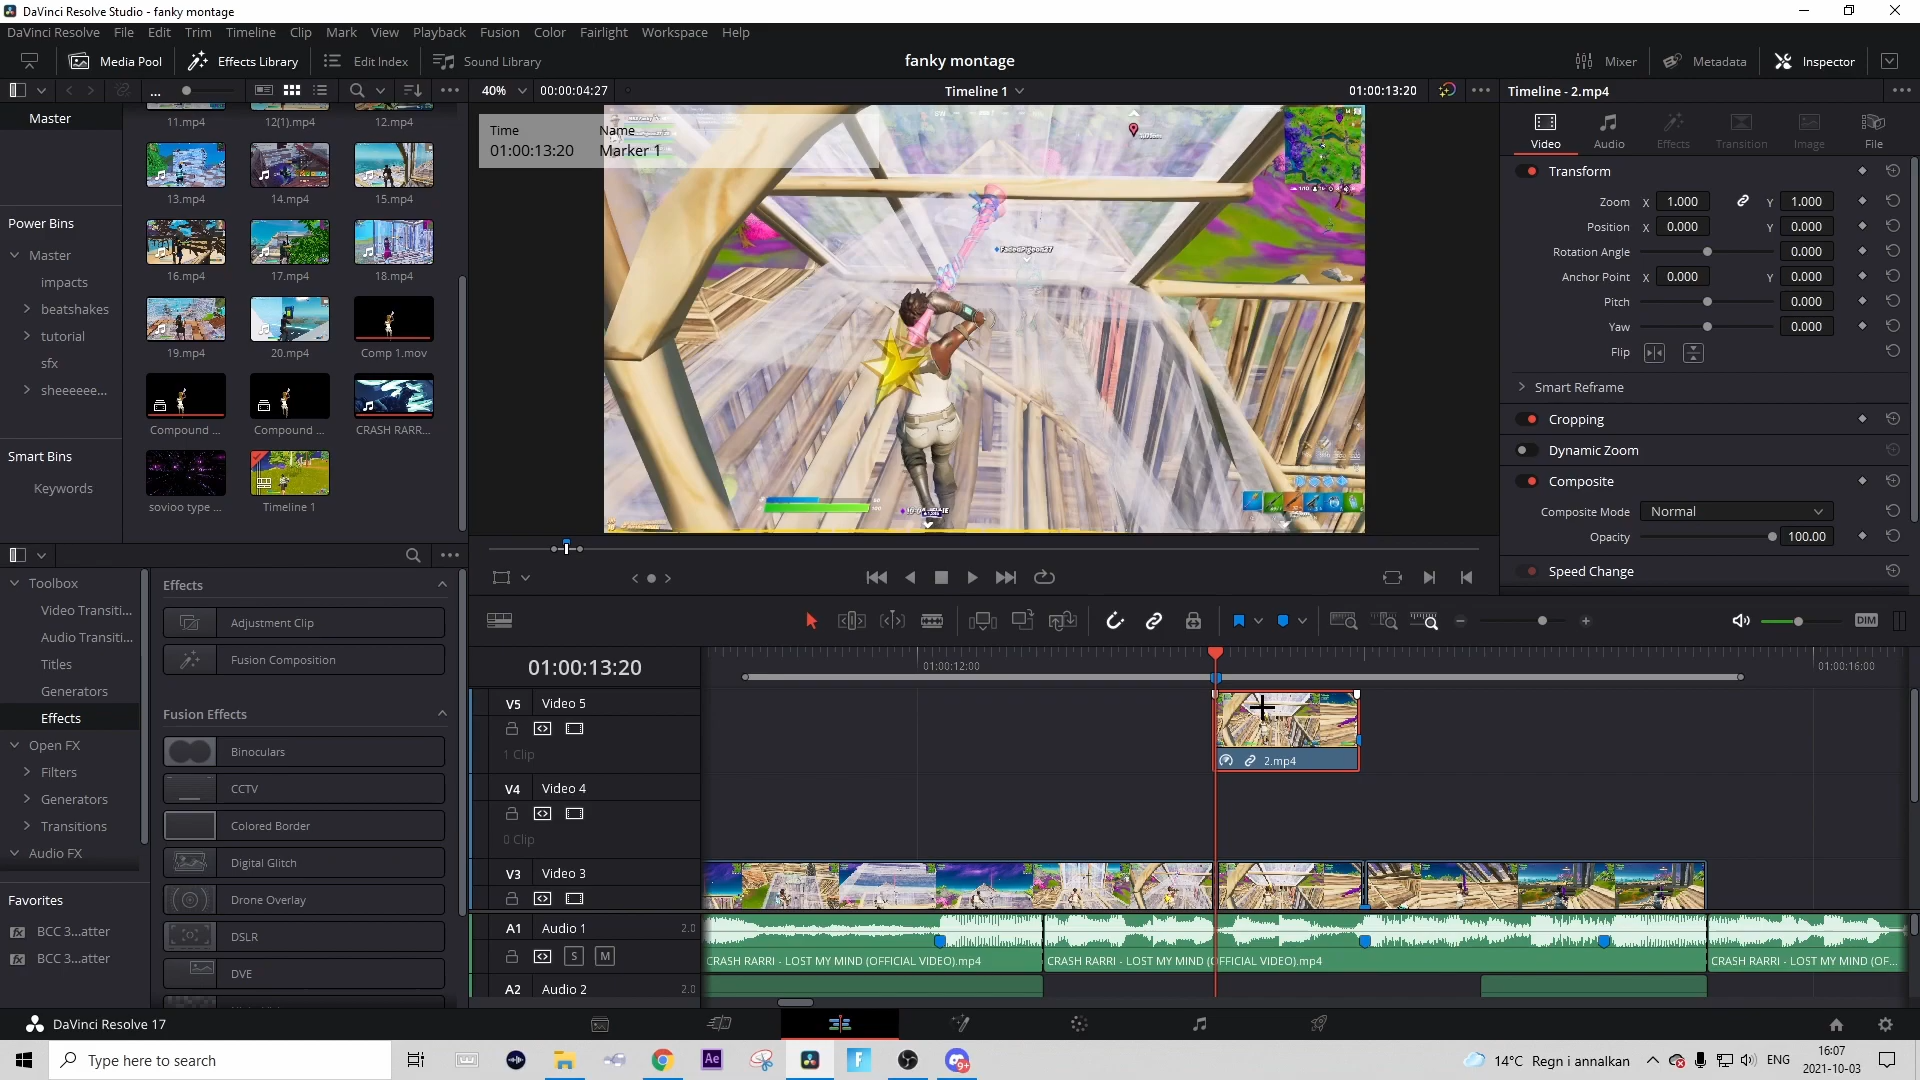 DaVinci Resolve Studio - fanky montage
DaVinci Resolve File Edit Trim Timeline Clip Mark View Playback Fusion Color Fairlight Workspace Help
Media Pool Effects Library Edit Index Sound Library
fanky montage
Mixer Metadata Inspector
... 40% 00:00:04:27 Timeline 1 01:00:13:20
Timeline - 2.mp4
Master
11.mp4 12(1).mp4 12.mp4
13.mp4 14.mp4 15.mp4
16.mp4 17.mp4 18.mp4
19.mp4 20.mp4 Comp 1.mov
Compound ... Compound ... CRASH RARR...
sovioo type ... Timeline 1
Power Bins
Master
impacts
beatshakes
tutorial
sfx
sheeeeee...
Smart Bins
Keywords
Time Name
01:00:13:20 Marker 1
FadedPigeos27
Video Audio Effects Transition Image File
Transform
Zoom X 1.000 Y 1.000
Position X 0.000 Y 0.000
Rotation Angle 0.000
Anchor Point X 0.000 Y 0.000
Pitch 0.000
Yaw 0.000
Flip
Smart Reframe
Cropping
Dynamic Zoom
Composite
Composite Mode Normal
Opacity 100.00
Speed Change
Toolbox
Video Transiti...
Audio Transiti...
Titles
Generators
Effects
Open FX
Filters
Generators
Transitions
Audio FX
Favorites
BCC 3...atter
BCC 3...atter
Effects
Adjustment Clip
Fusion Composition
Fusion Effects
Binoculars
CCTV
Colored Border
Digital Glitch
Drone Overlay
DSLR
DVE
DIM
01:00:13:20 01:00:12:00 01:00:16:00
V5 Video 5
1 Clip
2.mp4
V4 Video 4
0 Clip
V3 Video 3
A1 Audio 1 2.0
S M
CRASH RARRI - LOST MY MIND (OFFICIAL VIDEO).mp4 CRASH RARRI - LOST MY MIND (OFFICIAL VIDEO).mp4 CRASH RARRI - LOST MY MIND (OF...
A2 Audio 2 2.0
DaVinci Resolve 17
Type here to search
Ae
F
9+
14°C Regn i annalkan
ENG
16:07
2021-10-03